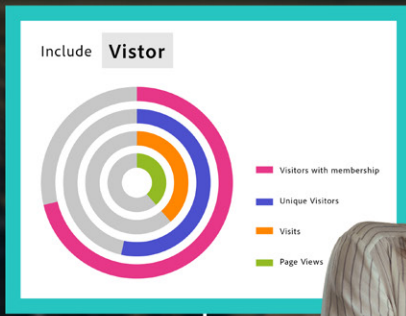 Include Vistor
Visitors with membership
Unique Visitors
Visits
Page Views